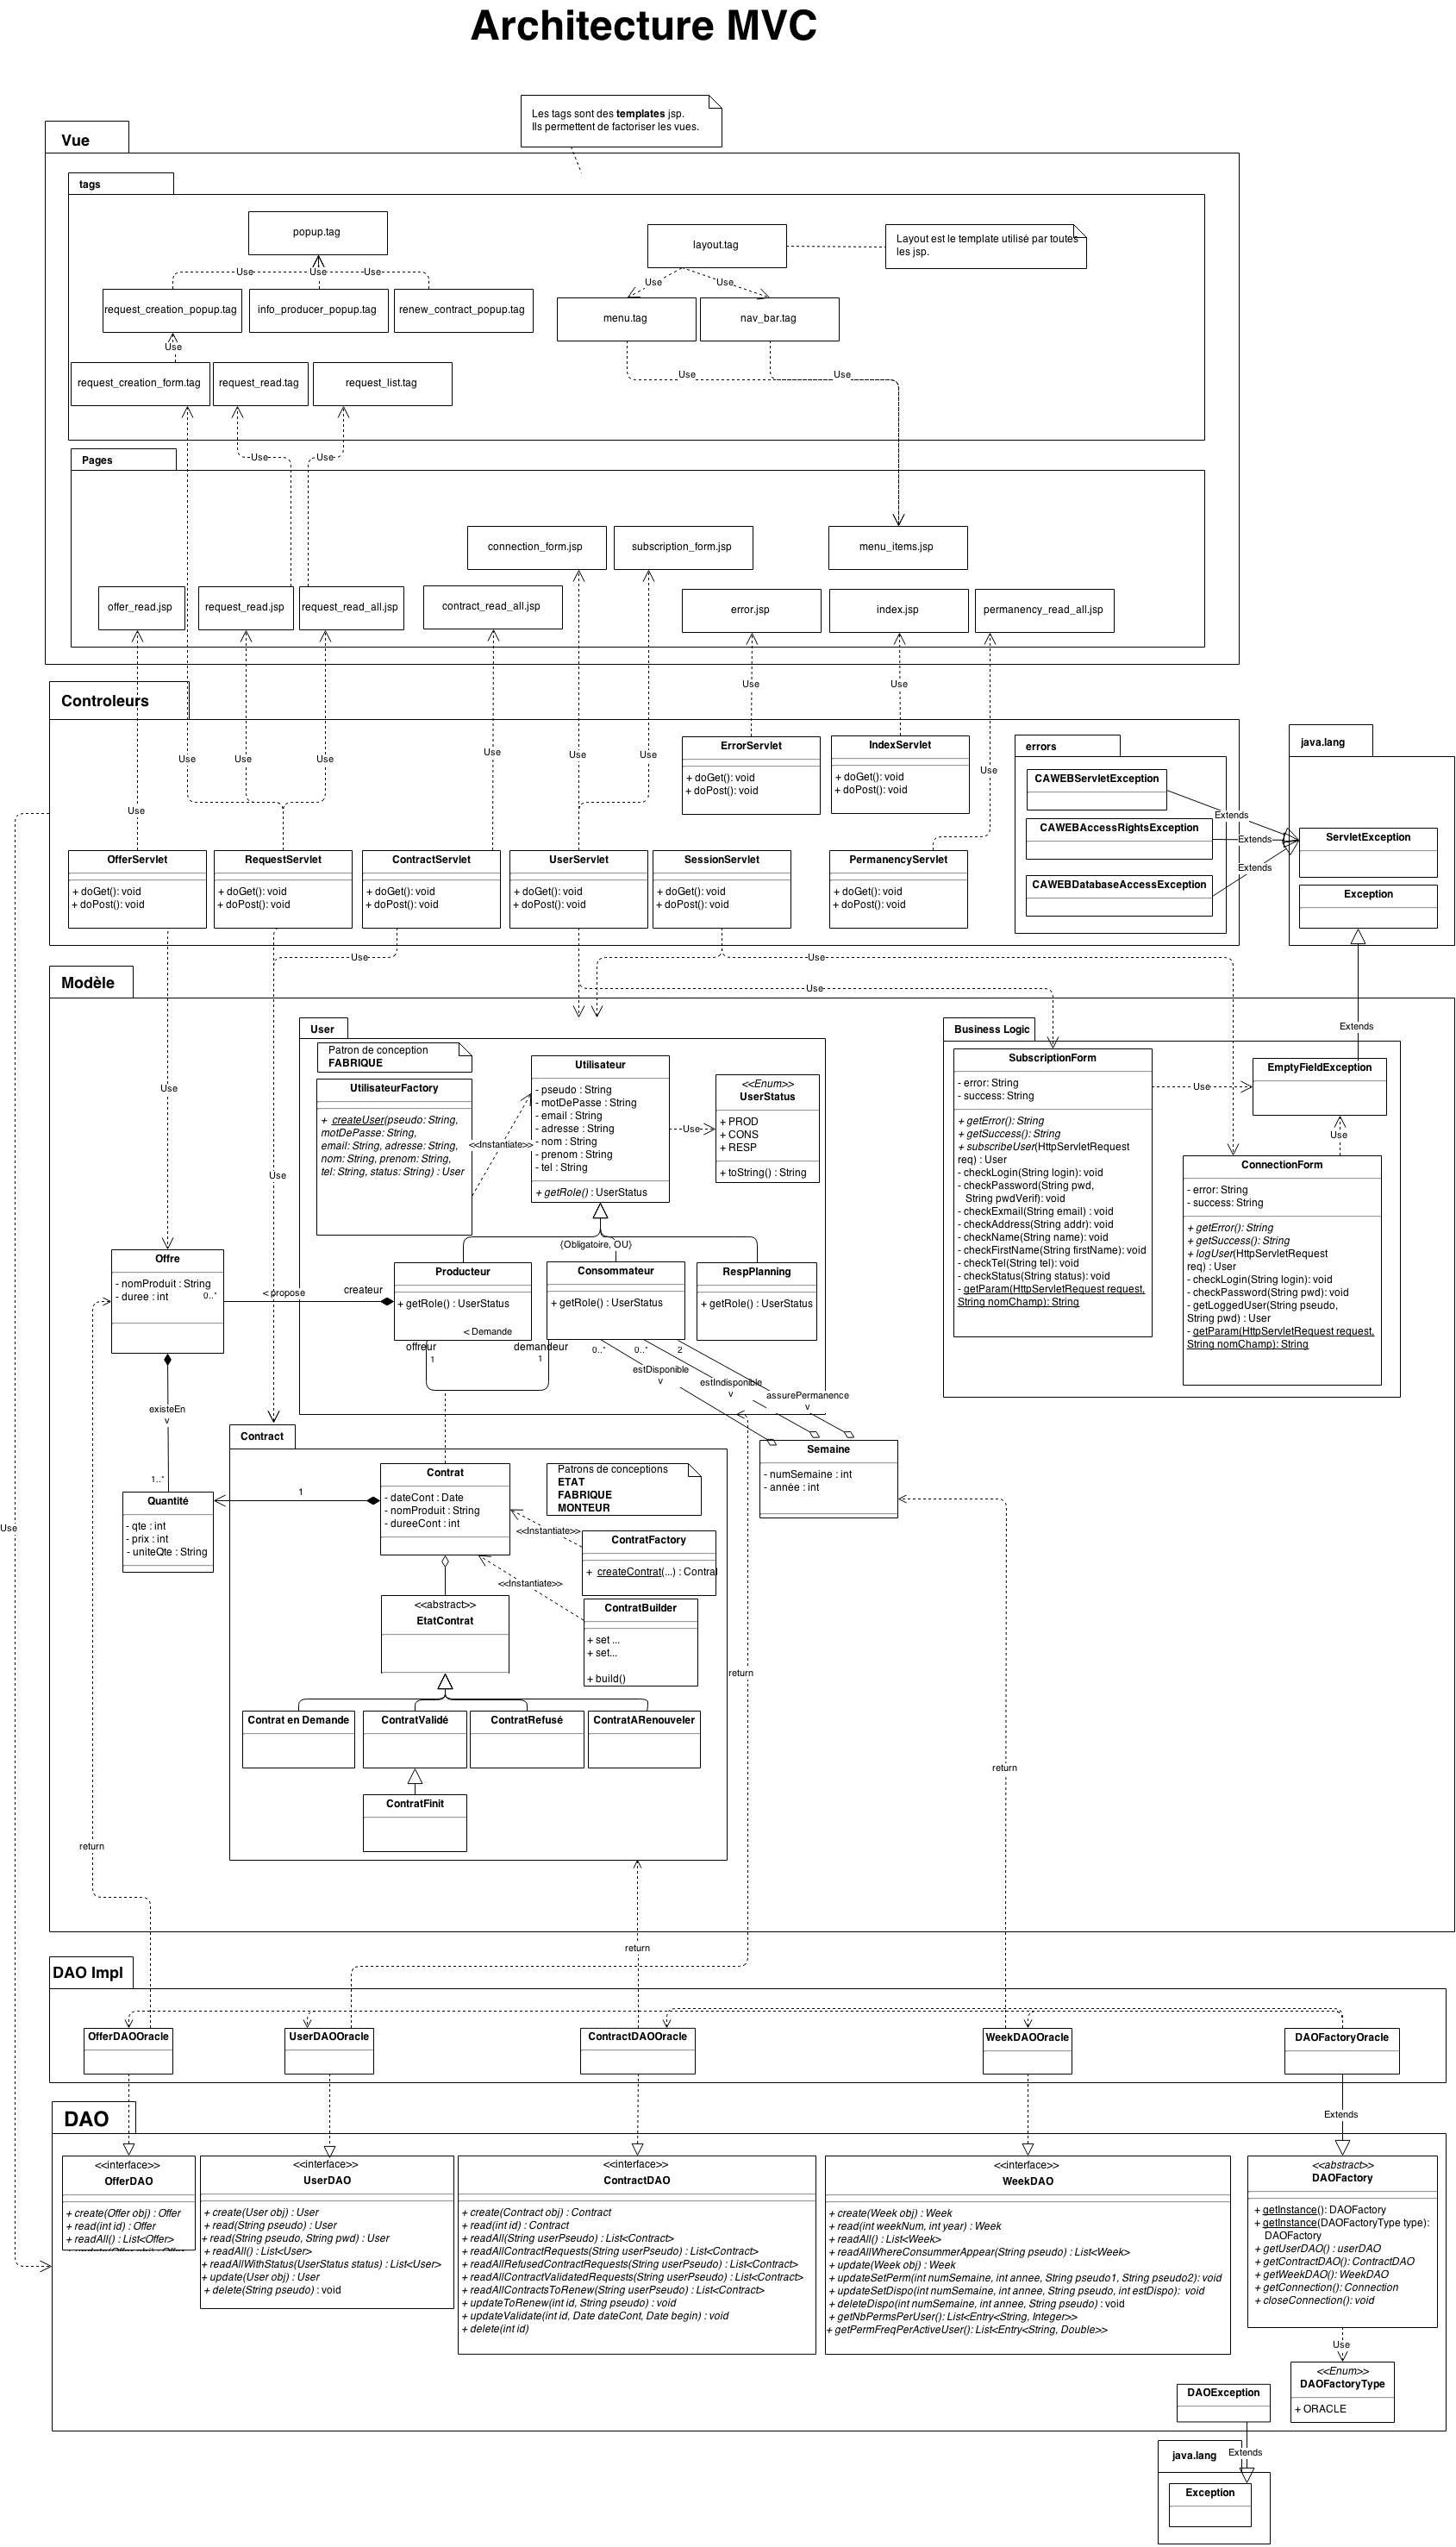 Architecture MVC
Les tags sont des templates jsp.
Ils permettent de factoriser les vues.
Vue
tags
popup.tag
layout.tag
Layout est le template utilisé par toutes
les jsp.
Use
Use
Use
Use
Use
request_creation_popup.tag
info_producer_popup.tag
renew_contract_popup.tag
menu.tag
nav_bar.tag
Use
request_creation_form.tag
request_read.tag
request_list.tag
Use
Use
Use
Use
Pages
connection_form.jsp
subscription_form.jsp
menu_items.jsp
offer_read.jsp
request_read.jsp
request_read_all.jsp
contract_read_all.jsp
error.jsp
index.jsp
permanency_read_all.jsp
Use
Use
Controleurs
Use
Use
Use
Use
Use
Use
Use
Use
ErrorServlet
+ doGet(): void
+ doPost(): void
IndexServlet
+ doGet(): void
+ doPost(): void
errors
CAWEBServletException
CAWEBAccessRightsException
CAWEBDatabaseAccessException
Extends
Extends
Extends
java.lang
ServletException
Exception
OfferServlet
+ doGet(): void
+ doPost(): void
RequestServlet
+ doGet(): void
+ doPost(): void
ContractServlet
+ doGet(): void
+ doPost(): void
UserServlet
+ doGet(): void
+ doPost(): void
SessionServlet
+ doGet(): void
+ doPost(): void
PermanencyServlet
+ doGet(): void
+ doPost(): void
Use
Use
Use
Modèle
Extends
Use
Use
Use
User
Patron de conception
FABRIQUE
UtilisateurFactory
+ createUser(pseudo: String,
motDePasse: String,
email: String, adresse: String,
nom: String, prenom: String,
tel: String, status: String) : User
<<Instantiate>>
Utilisateur
- pseudo : String
- motDePasse : String
- email : String
- adresse : String
- nom : String
- prenom : String
- tel : String
+ getRole() : UserStatus
Use
<<Enum>>
UserStatus
+ PROD
+ CONS
+ RESP
+ toString() : String
{Obligatoire, OU}
Producteur
+ getRole() : UserStatus
Consommateur
+ getRole() : UserStatus
RespPlanning
+ getRole() : UserStatus
< Demande
offreur
1
demandeur
1
Business Logic
SubscriptionForm
- error: String
- success: String
+ getError(): String
+ getSuccess(): String
+ subscribeUser(HttpServletRequest
req) : User
- checkLogin(String login): void
- checkPassword(String pwd,
String pwdVerif): void
- checkExmail(String email) : void
- checkAddress(String addr): void
- checkName(String name): void
- checkFirstName(String firstName): void
- checkTel(String tel): void
- checkStatus(String status): void
- getParam(HttpServletRequest request,
String nomChamp): String
Use
EmptyFieldException
Use
ConnectionForm
- error: String
- success: String
+ getError(): String
+ getSuccess(): String
+ logUser(HttpServletRequest
req) : User
- checkLogin(String login): void
- checkPassword(String pwd): void
- getLoggedUser(String pseudo,
String pwd) : User
- getParam(HttpServletRequest request,
String nomChamp): String
Offre
- nomProduit : String
- duree : int
0..*
< propose
createur
existeEn
v
1..*
0..*
0..*
2
estDisponible
v
estIndisponible
v
assurePermanence
v
Semaine
- numSemaine : int
- année : int
Quantité
- qte : int
- prix : int
- uniteQte : String
1
Contract
Contrat
- dateCont : Date
- nomProduit : String
- dureeCont : int
Patrons de conceptions
ETAT
FABRIQUE
MONTEUR
<<Instantiate>>
ContratFactory
+ createContrat(...) : Contrat
<<Instantiate>>
ContratBuilder
+ set ...
+ set...
+ build()
<<abstract>>
EtatContrat
Contrat en Demande
ContratValidé
ContratRefusé
ContratARenouveler
ContratFinit
return
return
return
return
DAO Impl
OfferDAOOracle
UserDAOOracle
ContractDAOOracle
WeekDAOOracle
DAOFactoryOracle
Extends
DAO
<<interface>>
OfferDAO
+ create(Offer obj) : Offer
+ read(int id) : Offer
+ readAll() : List<Offer>
<<interface>>
UserDAO
+ create(User obj) : User
+ read(String pseudo) : User
+ read(String pseudo, String pwd) : User
+ readAll() : List<User>
+ readAllWithStatus(UserStatus status) : List<User>
+ update(User obj) : User
+ delete(String pseudo) : void
<<interface>>
ContractDAO
+ create(Contract obj) : Contract
+ read(int id) : Contract
+ readAll(String userPseudo) : List<Contract>
+ readAllContractRequests(String userPseudo) : List<Contract>
+ readAllRefusedContractRequests(String userPseudo) : List<Contract>
+ readAllContractValidatedRequests(String userPseudo) : List<Contract>
+ readAllContractsToRenew(String userPseudo) : List<Contract>
+ updateToRenew(int id, String pseudo) : void
+ updateValidate(int id, Date dateCont, Date begin) : void
+ delete(int id)
<<interface>>
WeekDAO
+ create(Week obj) : Week
+ read(int weekNum, int year) : Week
+ readAll() : List<Week>
+ readAllWhereConsummerAppear(String pseudo) : List<Week>
+ update(Week obj) : Week
+ updateSetPerm(int numSemaine, int annee, String pseudo1, String pseudo2): void
+ updateSetDispo(int numSemaine, int annee, String pseudo, int estDispo): void
+ deleteDispo(int numSemaine, int annee, String pseudo) : void
+ getNbPermsPerUser(): List<Entry<String, Integer>>
+ getPermFreqPerActiveUser(): List<Entry<String, Double>>
<<abstract>>
DAOFactory
+ getInstance(): DAOFactory
+ getInstance(DAOFactoryType type):
DAOFactory
+ getUserDAO() : userDAO
+ getContractDAO(): ContractDAO
+ getWeekDAO(): WeekDAO
+ getConnection(): Connection
+ closeConnection(): void
Use
<<Enum>>
DAOFactoryType
+ ORACLE
DAOException
Extends
java.lang
Exception